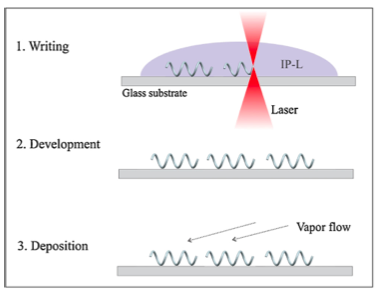 1. Writing
IP-L
Glass substrate
Laser
2. Development
Vapor flow
3. Deposition